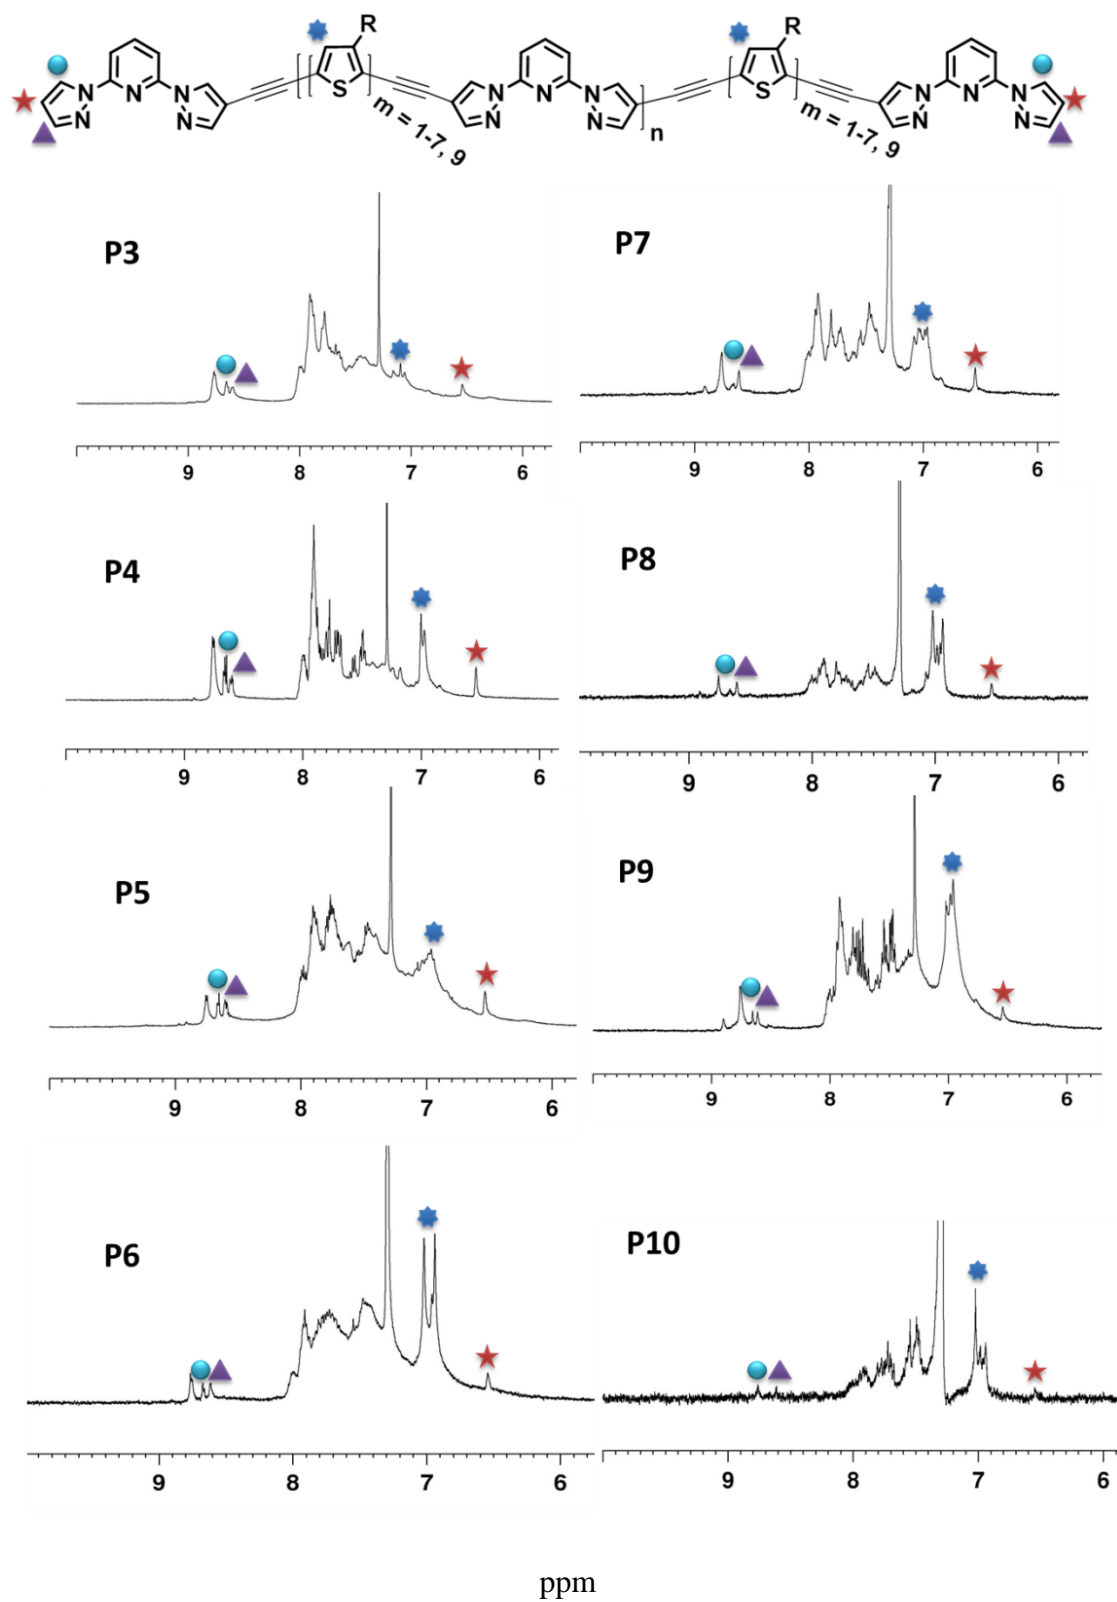 R R
N N N N N S m = 1-7, 9 N N N N N n S m = 1-7, 9 N N N N N
P3 P7
9 8 7 6 9 8 7 6
P4 P8
9 8 7 6 9 8 7 6
P5 P9
9 8 7 6 9 8 7 6
P6 P10
9 8 7 6 9 8 7 6
ppm